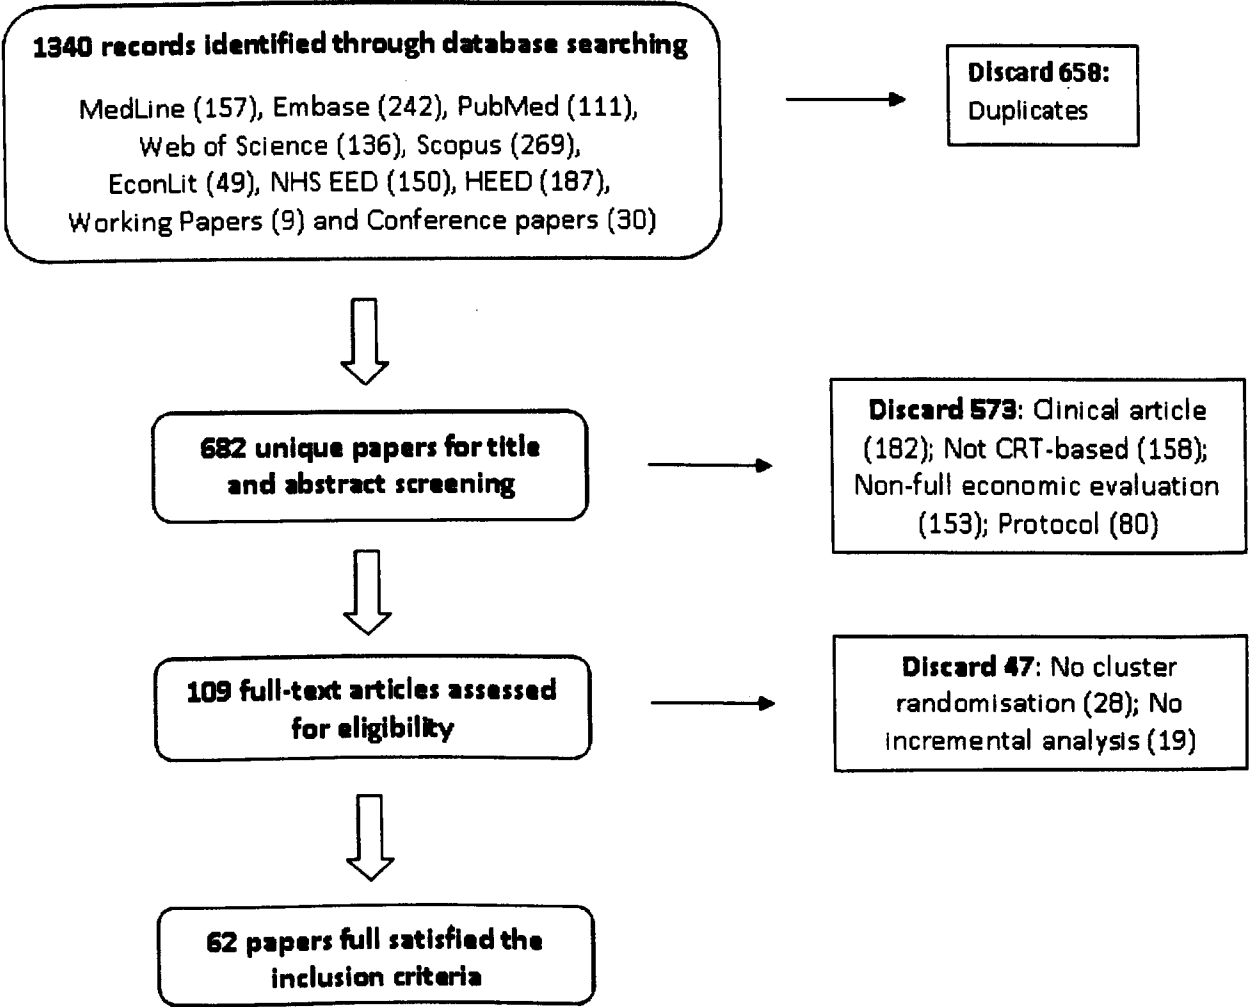 1340 records identified through database searching
MedLine (157), Embase (242), PubMed (111),
Web of Science (136), Scopus (269),
EconLit (49), NHS EED (150), HEED (187),
Working Papers (9) and Conference papers (30)
Discard 658:
Duplicates
682 unique papers for title
and abstract screening
Discard 573: Clinical article
(182); Not CRT-based (158);
Non-full economic evaluation
(153); Protocol (80)
109 full-text articles assessed
for eligibility
Discard 47: No cluster
randomisation (28); No
incremental analysis (19)
62 papers full satisfied the
inclusion criteria